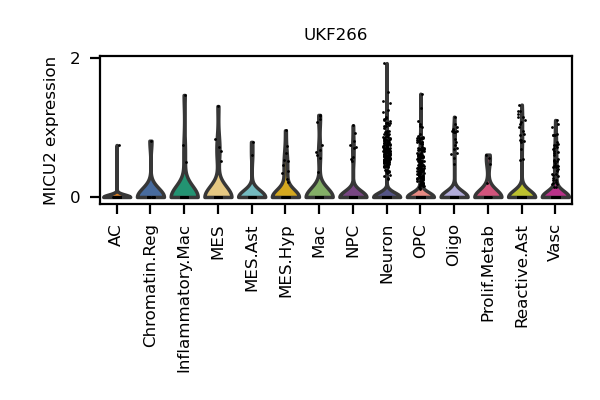 UKF266
MICU2 expression
2
0
AC
Chromatin.Reg
Inflammatory.Mac
MES
MES.Ast
MES.Hyp
Mac
NPC
Neuron
OPC
Oligo
Prolif.Metab
Reactive.Ast
Vasc